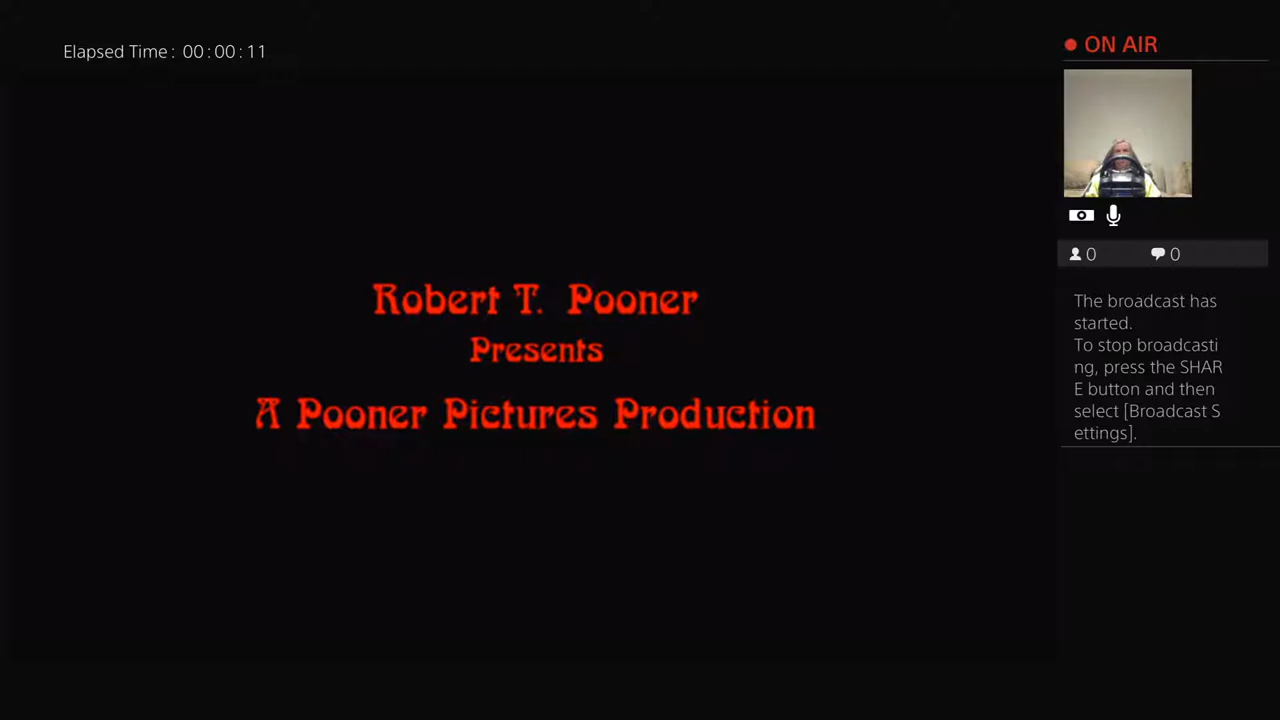 Elapsed Time: 00:00:11
ON AIR
0 0
Robert T. Pooner
Presents
A Pooner Pictures Production
The broadcast has
started.
To stop broadcasti
ng, press the SHAR
E button and then
select [Broadcast S
ettings].